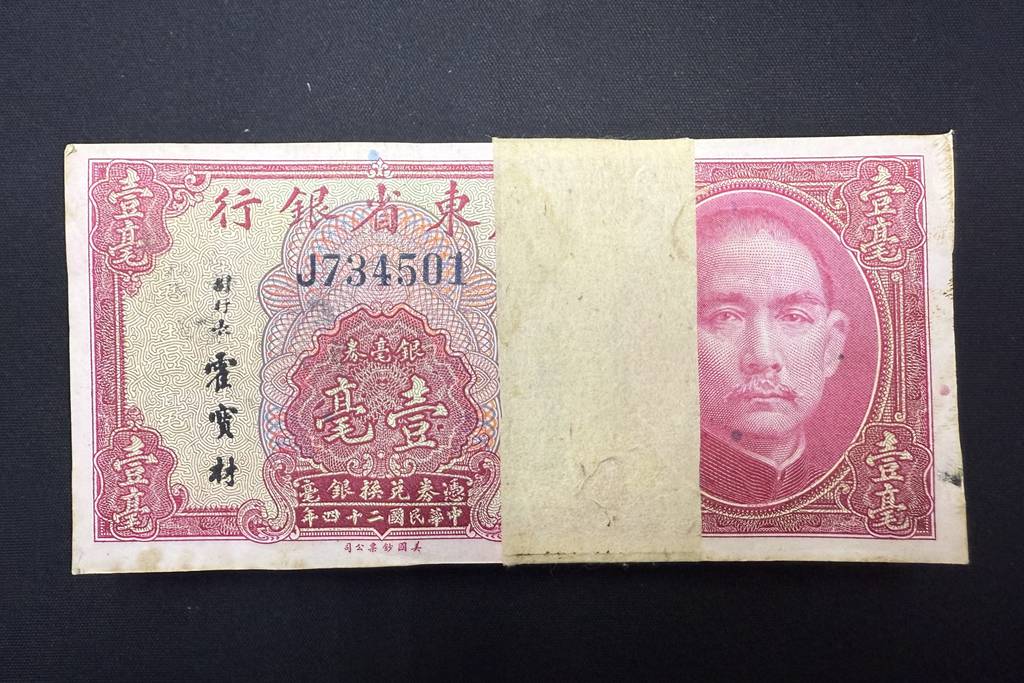 東省銀行
J734501
銀毫券
壹毫
憑券兌換銀毫
中華民國二十四年
美國鈔票公司
壹毫
壹毫
壹毫
壹毫
霍寶材